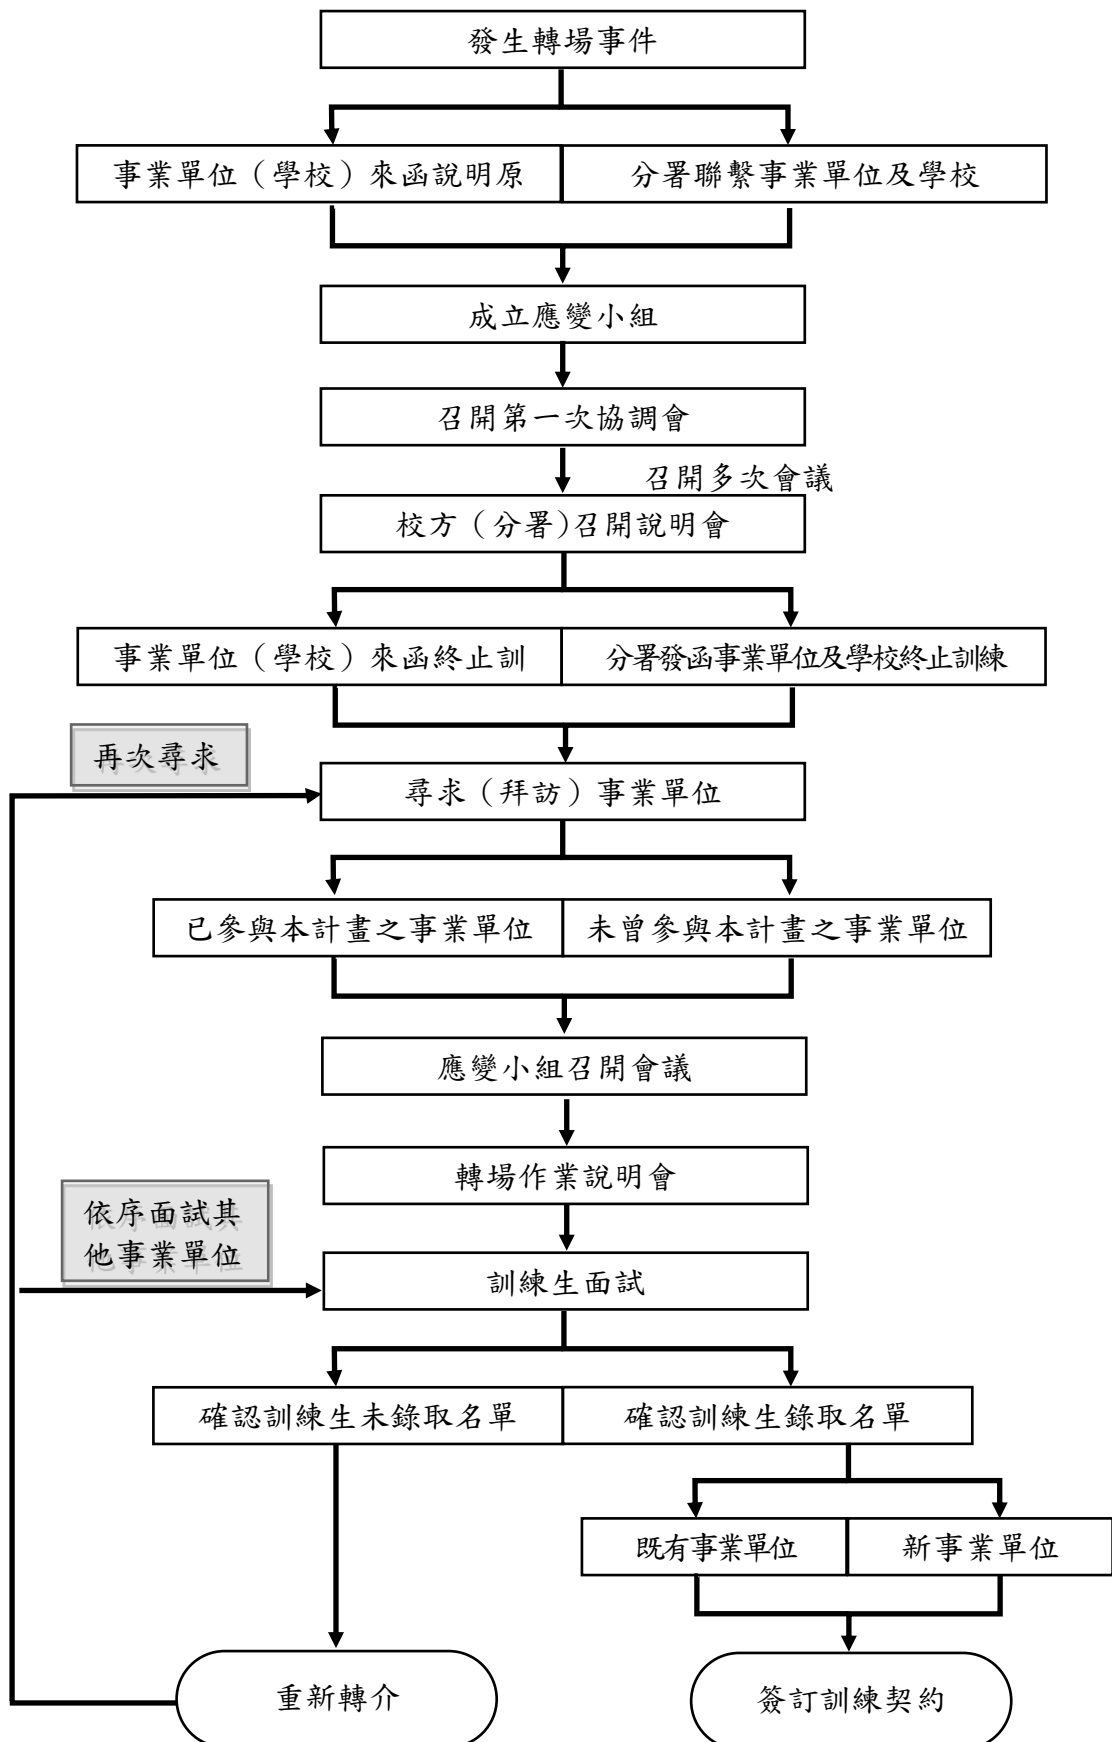 發生轉場事件
事業單位（學校）來函說明原
分署聯繫事業單位及學校
成立應變小組
召開第一次協調會
召開多次會議
校方（分署)召開說明會
事業單位（學校）來函終止訓
分署發函事業單位及學校終止訓練
再次尋求
尋求（拜訪）事業單位
已參與本計畫之事業單位
未曾參與本計畫之事業單位
應變小組召開會議
轉場作業說明會
依序面試其
他事業單位
訓練生面試
確認訓練生未錄取名單
確認訓練生錄取名單
既有事業單位
新事業單位
重新轉介
簽訂訓練契約